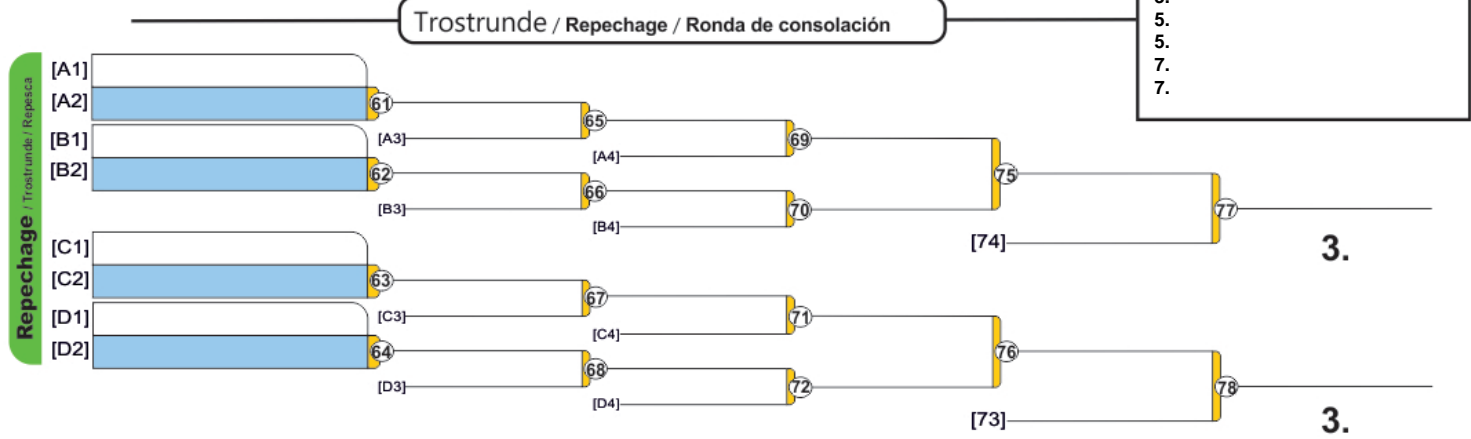 5.
5.
7.
7.
Trostrunde / Repechage / Ronda de consolación
Repechage / Trostrunde / Repesca
[A1]
[A2]
61
[A3]
65
[A4]
69
[B1]
[B2]
62
[B3]
66
[B4]
70
75
[74]
77
3.
[C1]
[C2]
63
[C3]
67
[C4]
71
[D1]
[D2]
64
[D3]
68
[D4]
72
76
[73]
78
3.